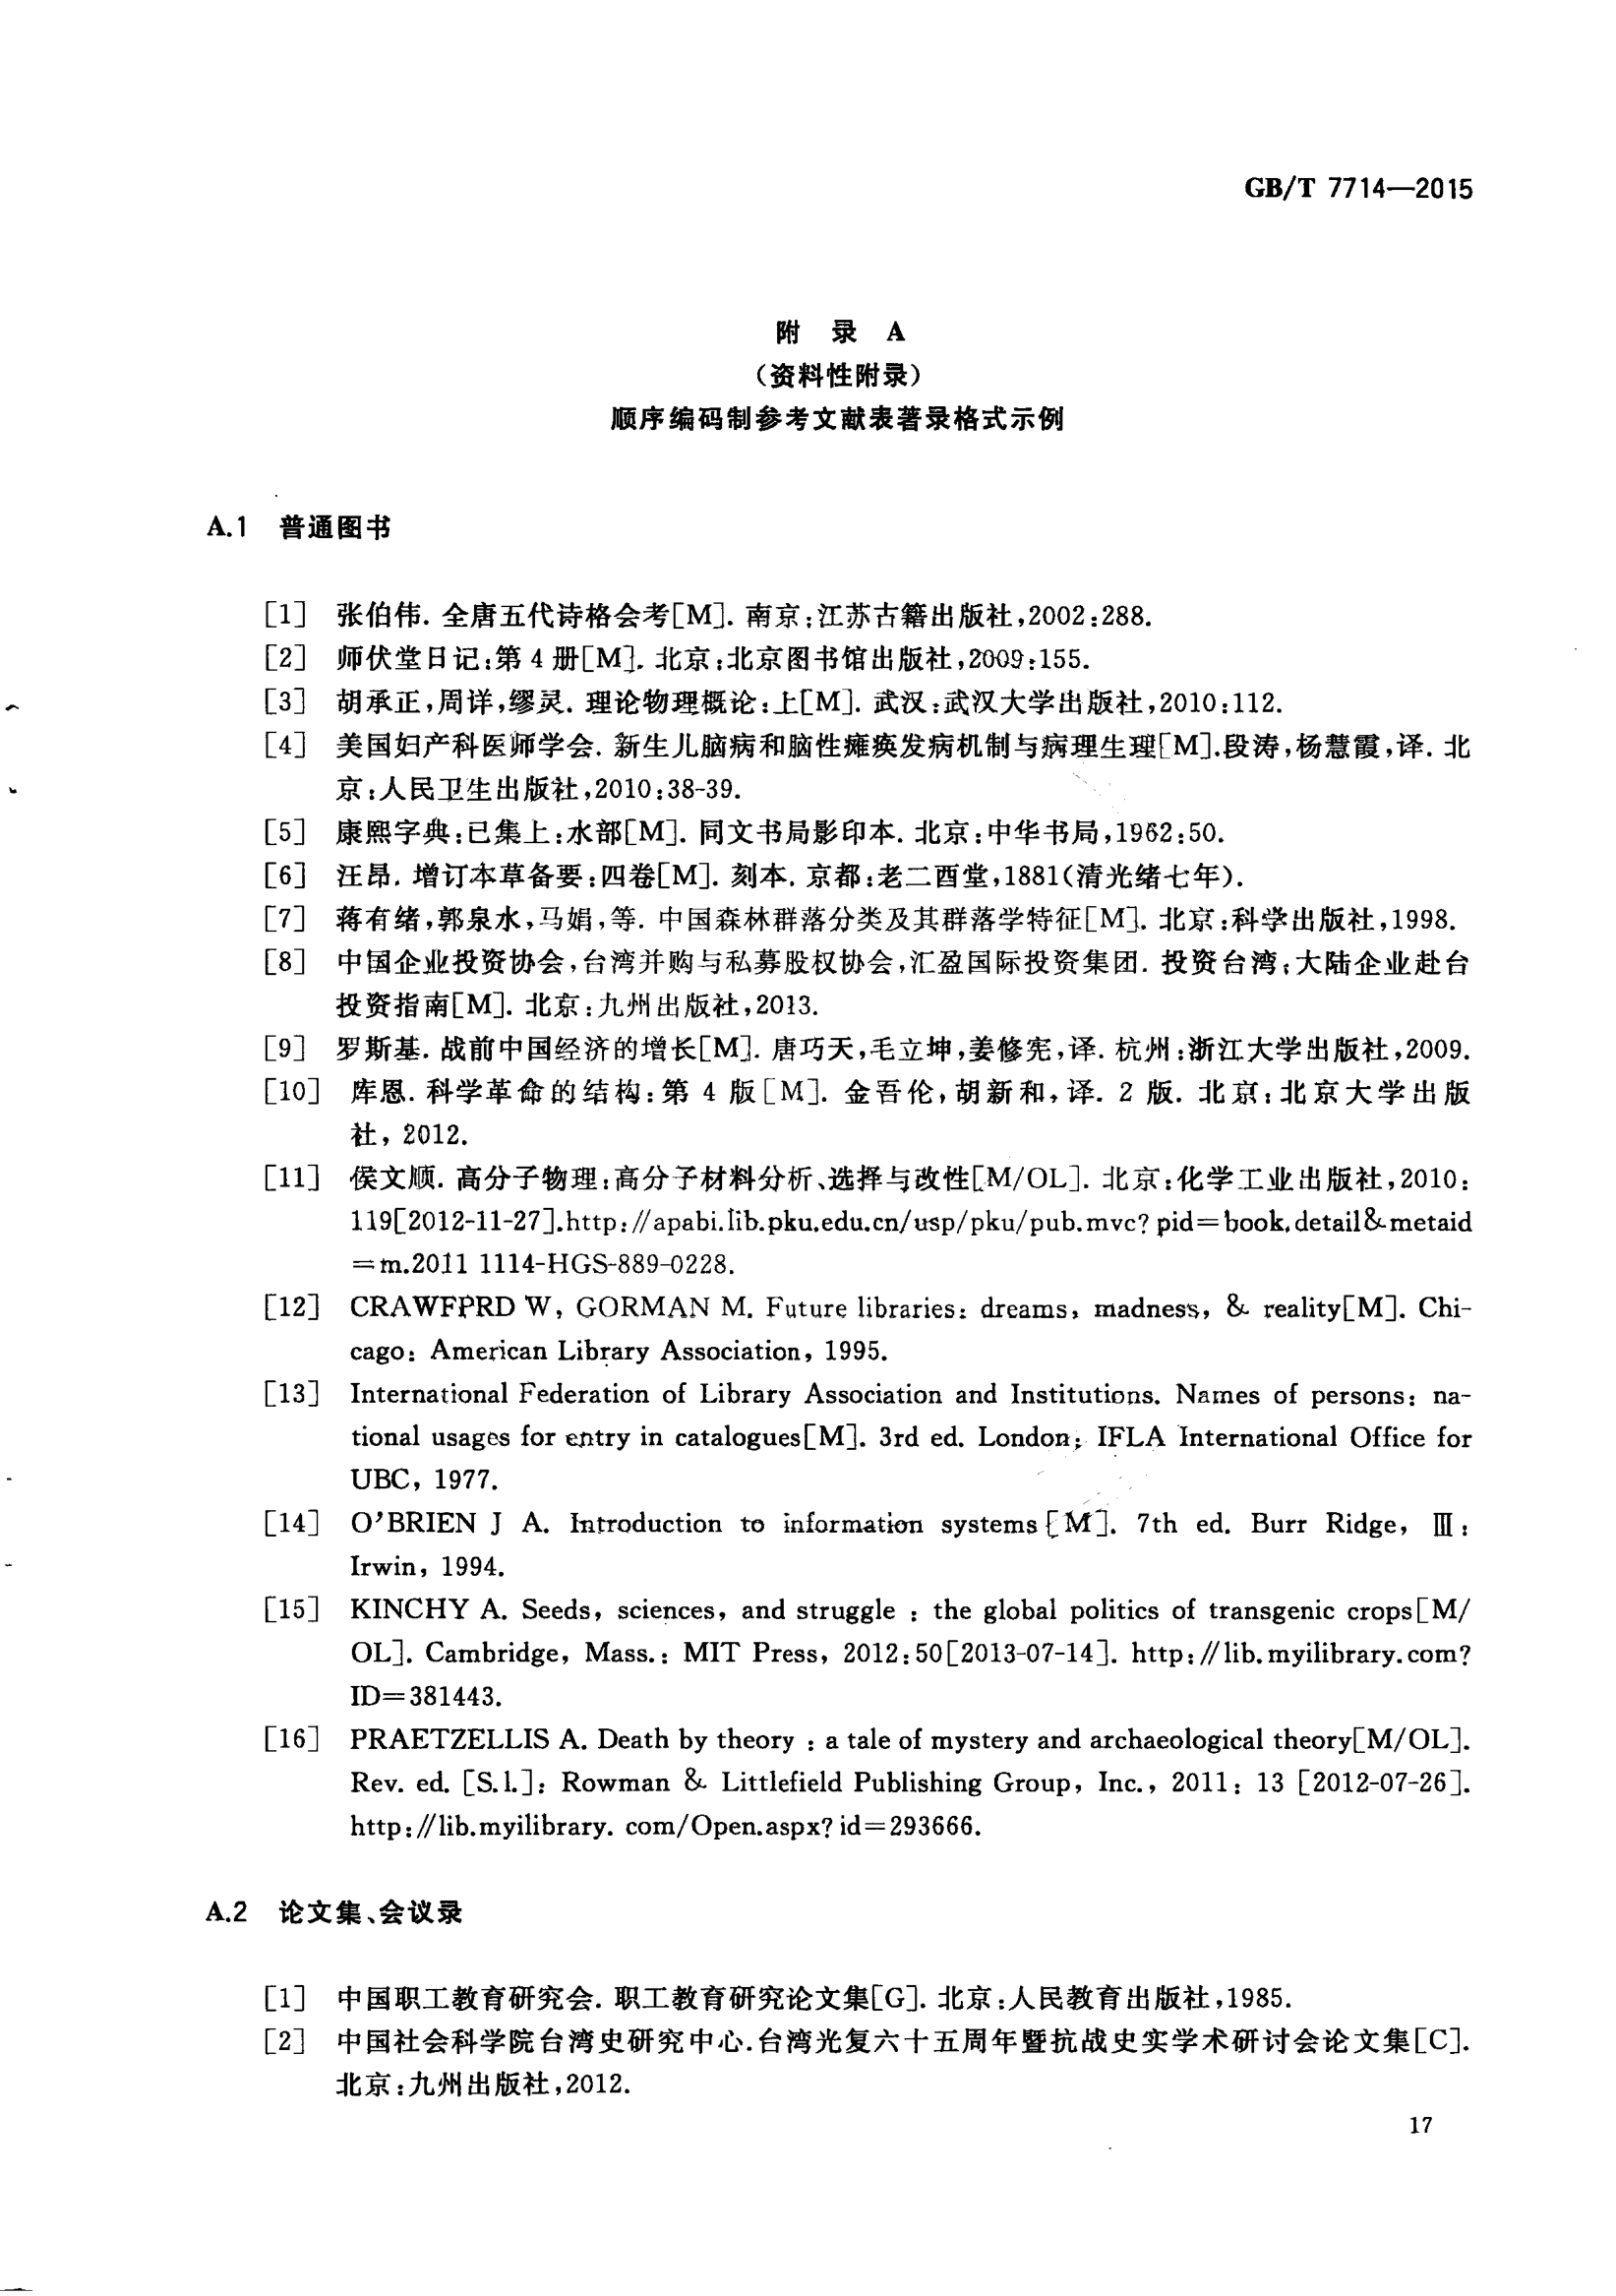 GB/T 7714—2015
附 录 A
(资料性附录)
顺序编码制参考文献表著录格式示例
A.1 普通图书
[1] 张伯伟. 全唐五代诗格会考[M]. 南京:江苏古籍出版社,2002:288.
[2] 师伏堂日记:第 4 册[M]. 北京:北京图书馆出版社,2009:155.
[3] 胡承正,周详,缪灵. 理论物理概论:上[M]. 武汉:武汉大学出版社,2010:112.
[4] 美国妇产科医师学会. 新生儿脑病和脑性瘫痪发病机制与病理生理[M].段涛,杨慧霞,译. 北
京:人民卫生出版社,2010:38-39.
[5] 康熙字典:已集上:水部[M]. 同文书局影印本. 北京:中华书局,1962:50.
[6] 汪昂. 增订本草备要:四卷[M]. 刻本. 京都:老二酉堂,1881(清光绪七年).
[7] 蒋有绪,郭泉水,马娟,等. 中国森林群落分类及其群落学特征[M]. 北京:科学出版社,1998.
[8] 中国企业投资协会,台湾并购与私募股权协会,汇盈国际投资集团. 投资台湾:大陆企业赴台
投资指南[M]. 北京:九州出版社,2013.
[9] 罗斯基. 战前中国经济的增长[M]. 唐巧天,毛立坤,姜修宪,译. 杭州:浙江大学出版社,2009.
[10] 库恩. 科学革命的结构:第 4 版[M]. 金吾伦,胡新和,译. 2 版. 北京:北京大学出版
社, 2012.
[11] 侯文顺. 高分子物理:高分子材料分析、选择与改性[M/OL]. 北京:化学工业出版社,2010:
119[2012-11-27].http://apabi.lib.pku.edu.cn/usp/pku/pub.mvc? pid=book.detail&metaid
=m.2011 1114-HGS-889-0228.
[12] CRAWFPRD W, GORMAN M. Future libraries: dreams, madness, & reality[M]. Chi-
cago: American Library Association, 1995.
[13] International Federation of Library Association and Institutions. Names of persons: na-
tional usages for entry in catalogues[M]. 3rd ed. London: IFLA International Office for
UBC, 1977.
[14] O'BRIEN J A. Introduction to information systems[M]. 7th ed. Burr Ridge, Ⅲ:
Irwin, 1994.
[15] KINCHY A. Seeds, sciences, and struggle : the global politics of transgenic crops[M/
OL]. Cambridge, Mass.: MIT Press, 2012:50[2013-07-14]. http://lib.myilibrary.com?
ID=381443.
[16] PRAETZELLIS A. Death by theory : a tale of mystery and archaeological theory[M/OL].
Rev. ed. [S.l.]: Rowman & Littlefield Publishing Group, Inc., 2011: 13 [2012-07-26].
http://lib.myilibrary. com/Open.aspx? id=293666.
A.2 论文集、会议录
[1] 中国职工教育研究会. 职工教育研究论文集[G]. 北京:人民教育出版社,1985.
[2] 中国社会科学院台湾史研究中心.台湾光复六十五周年暨抗战史实学术研讨会论文集[C].
北京:九州出版社,2012.
17